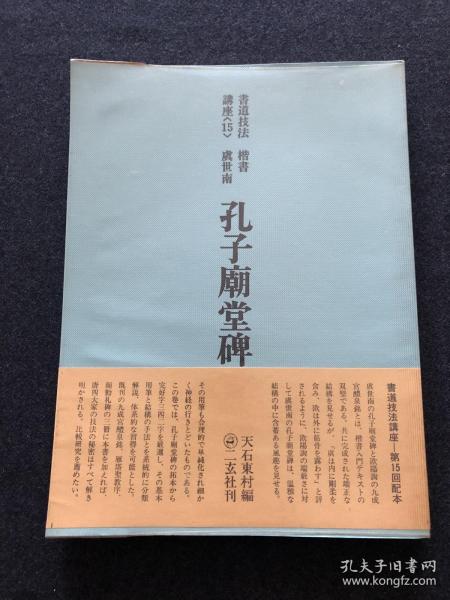 書道技法
講座〈15〉
楷書
虞世南
孔子廟堂碑
書道技法講座—第15回配本
虞世南の孔子廟堂碑と欧陽詢の九成
宮醴泉銘とは、楷書入門テキストの
双璧である。共に完成された端正な
結構を見せるが、「虞は内に剛柔を
含み、欧は外に筋骨を露わす」と評
されるように、欧陽詢の端厳さに対
して虞世南の孔子廟堂碑は、温雅な
結構の中に含蓄ある風趣を見せる。
天石東村編
二玄社刊
その用筆も合理的で単純化され細か
く神経の行きとどいたものである。
この巻では、孔子廟堂碑の拓本から
完好字二四二字を厳選し、その基本
用筆と結構の手法とを系統的に分類
解説、体系的な習得を可能とした。
既刊の九成宮醴泉銘、雁塔聖教序、
顔勤礼碑の三冊に本書を加えれば、
唐四大家の技法の秘密はすべて解き
明かされる。比較研究を薦めたい。
孔夫子旧书网
www.kongfz.com